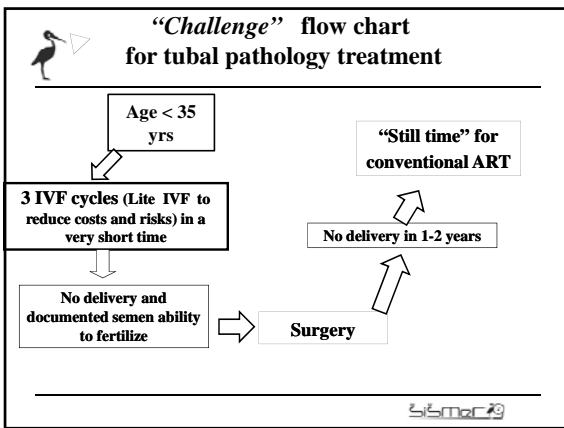 “Challenge” flow chart
for tubal pathology treatment
Age < 35
yrs
3 IVF cycles (Lite IVF to
reduce costs and risks) in a
very short time
No delivery and
documented semen ability
to fertilize
Surgery
No delivery in 1-2 years
“Still time” for
conventional ART
SiSmer